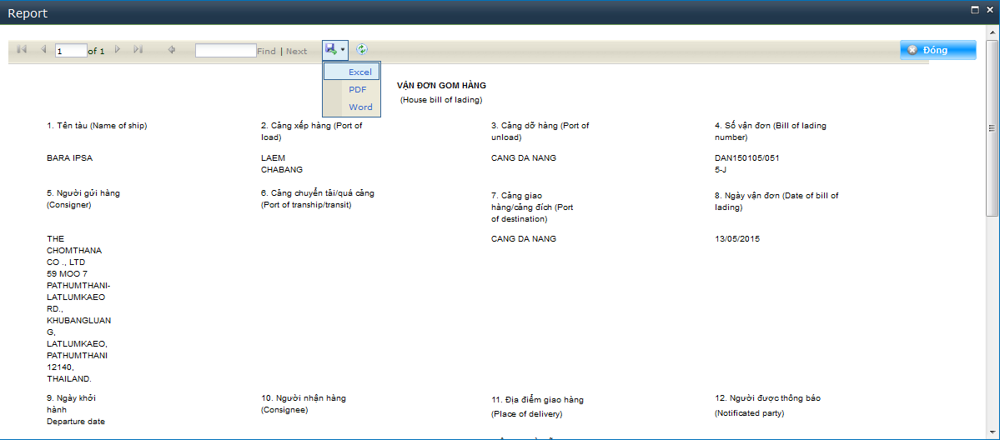 Report
1 of 1 Find | Next Đóng
Excel
PDF
Word
VẬN ĐƠN GOM HÀNG
(House bill of lading)
1. Tên tàu (Name of ship)
2. Cảng xếp hàng (Port of
load)
3. Cảng dỡ hàng (Port of
unload)
4. Số vận đơn (Bill of lading
number)
BARA IPSA
LAEM
CHABANG
CANG DA NANG
DAN150105/051
5-J
5. Người gửi hàng
(Consigner)
6. Cảng chuyển tải/quá cảng
(Port of tranship/transit)
7. Cảng giao
hàng/cảng đích (Port
of destination)
8. Ngày vận đơn (Date of bill of
lading)
THE
CHOMTHANA
CO ., LTD
59 MOO 7
PATHUMTHANI-
LATLUMKAEO
RD.,
KHUBANGLUAN
G,
LATLUMKAEO,
PATHUMTHANI
12140,
THAILAND.
CANG DA NANG
13/05/2015
9. Ngày khởi
hành
Departure date
10. Người nhận hàng
(Consignee)
11. Địa điểm giao hàng
(Place of delivery)
12. Người được thông báo
(Notificated party)